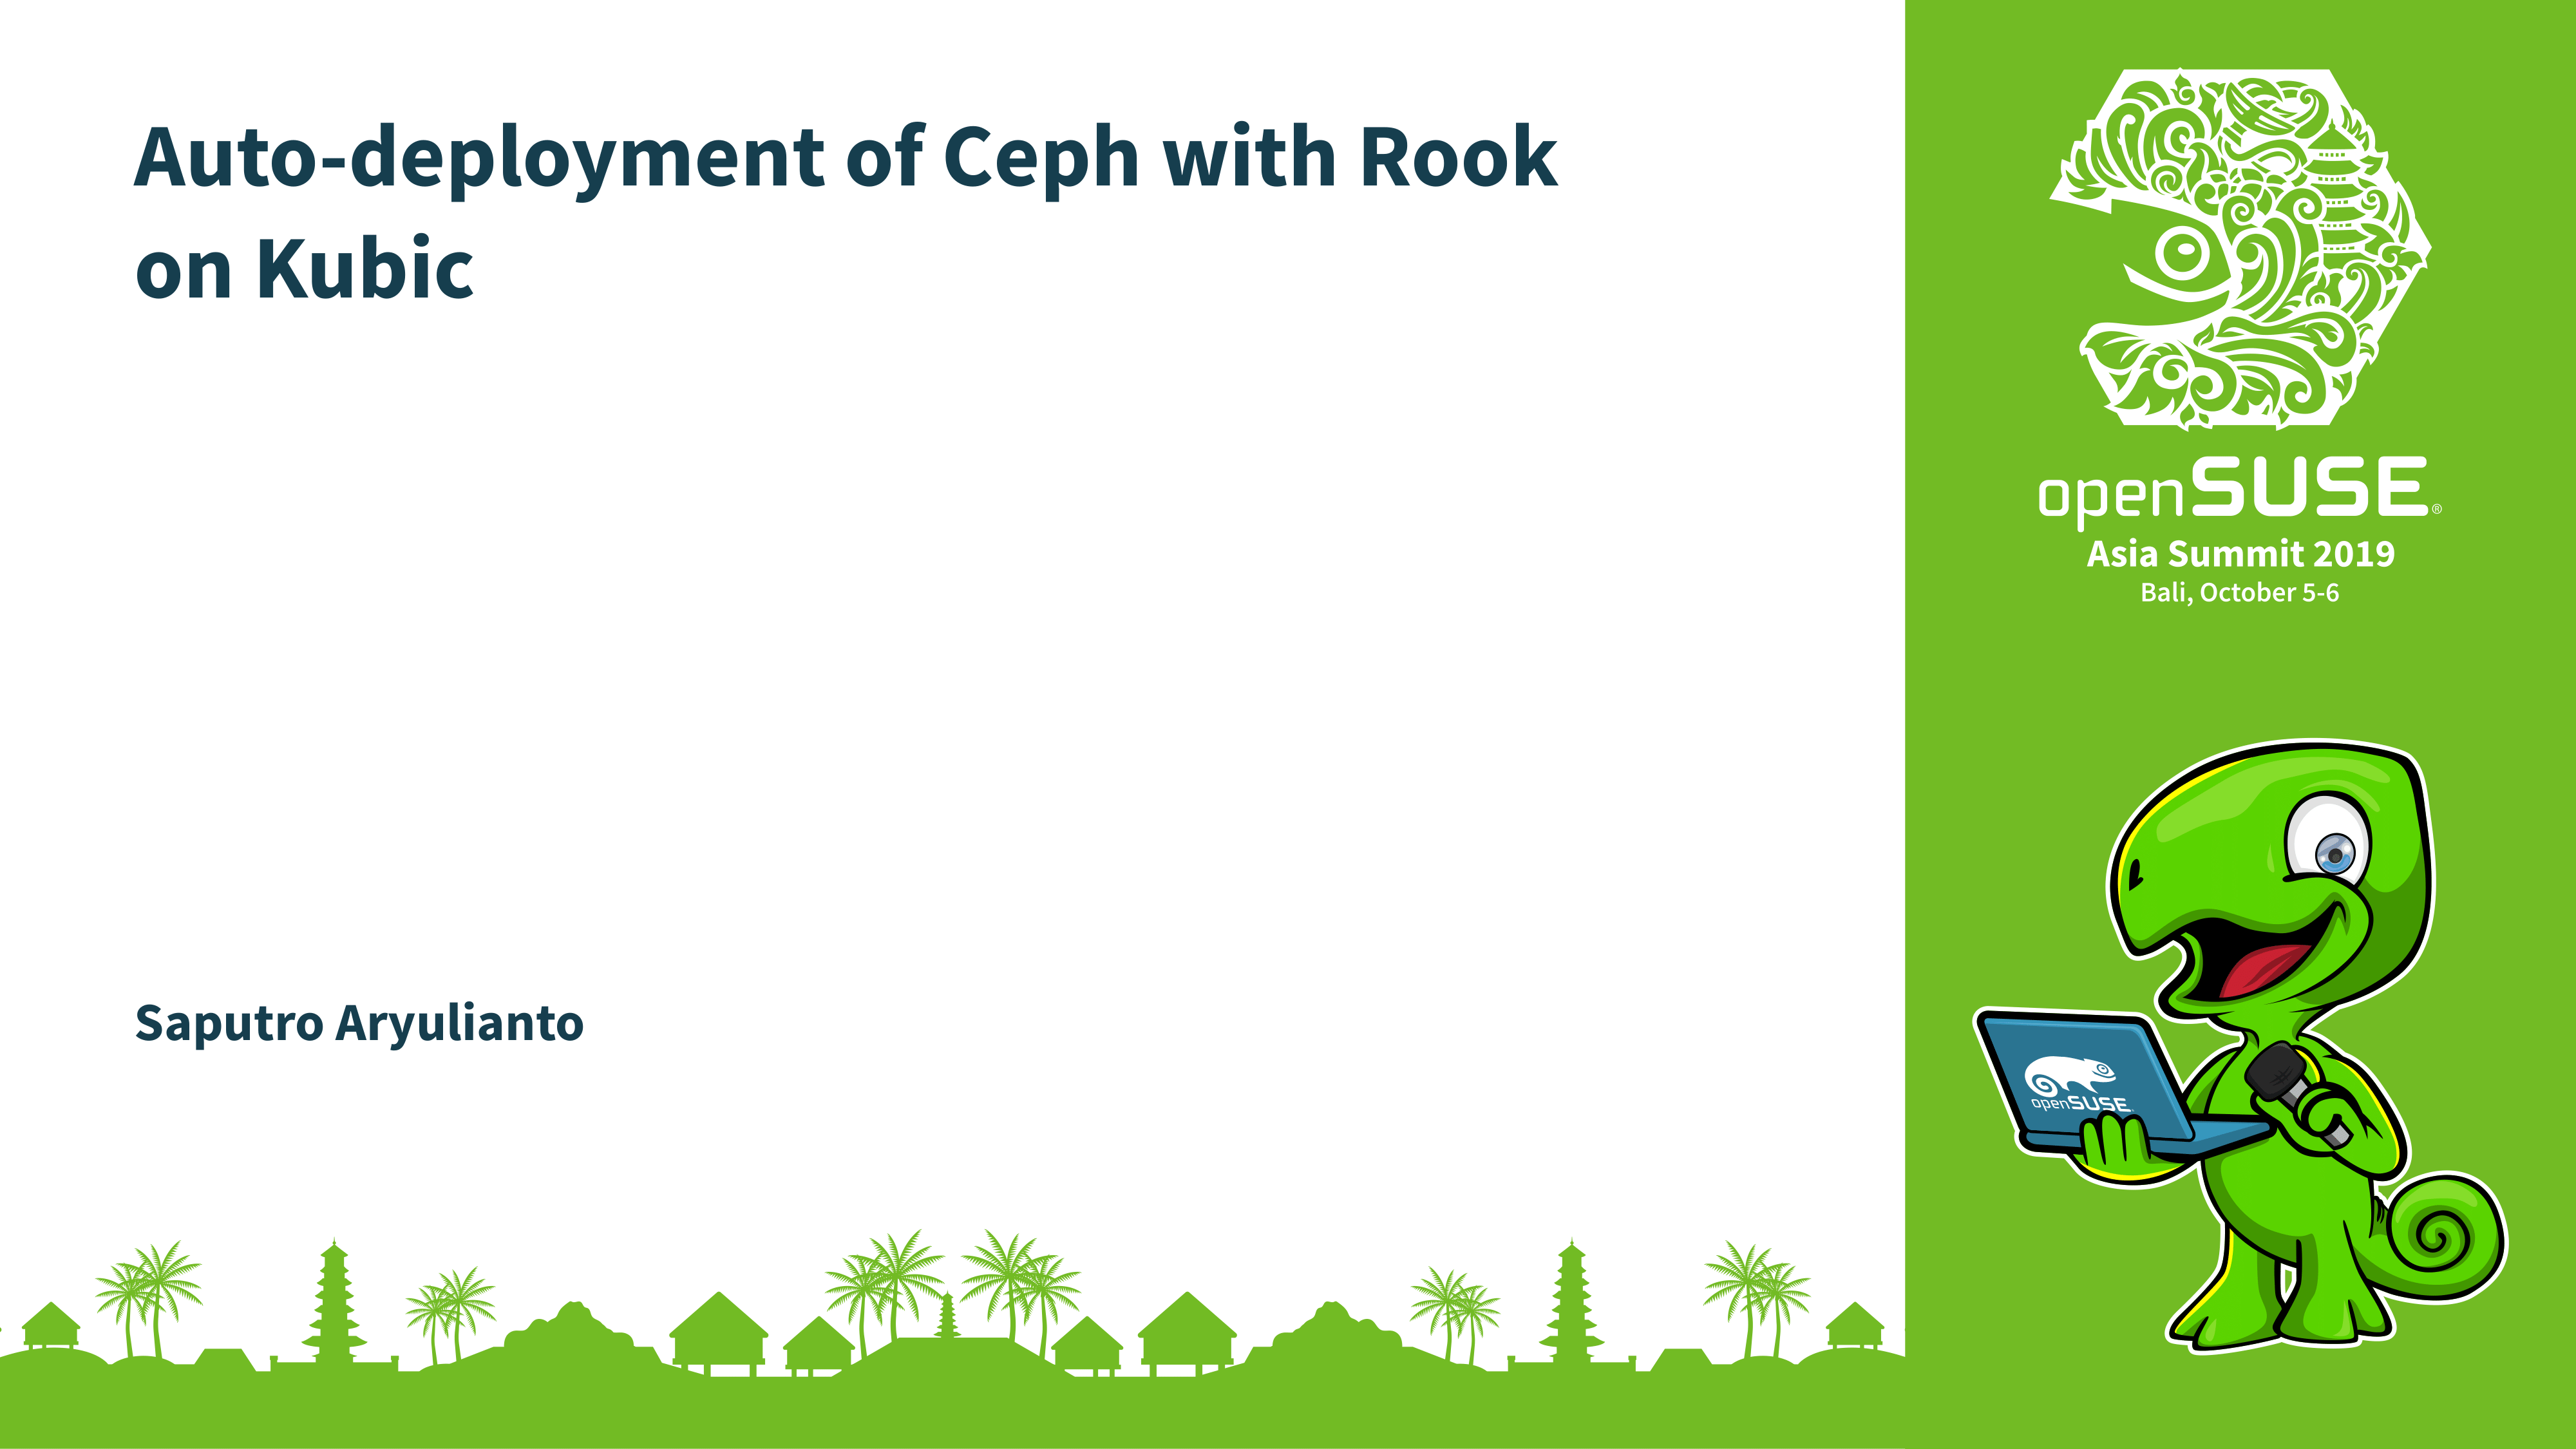 Auto-deployment of Ceph with Rook
on Kubic
Saputro Aryulianto
openSUSE®
Asia Summit 2019
Bali, October 5-6
openSUSE